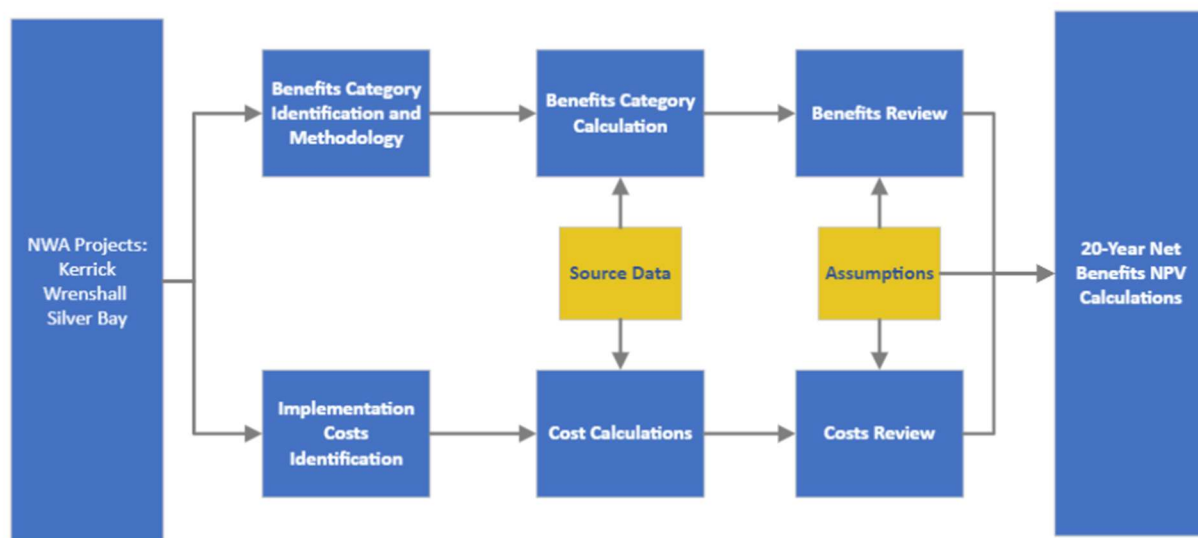 NWA Projects:
Kerrick
Wrenshall
Silver Bay
Benefits Category
Identification and
Methodology
Benefits Category
Calculation
Benefits Review
Source Data
Assumptions
Implementation
Costs
Identification
Cost Calculations
Costs Review
20-Year Net
Benefits NPV
Calculations